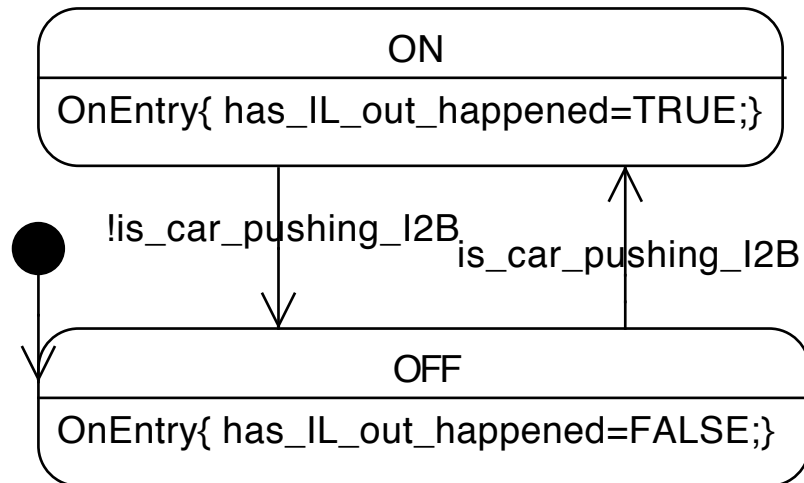 ON
OnEntry{ has_IL_out_happened=TRUE;}
!is_car_pushing_I2B
is_car_pushing_I2B
OFF
OnEntry{ has_IL_out_happened=FALSE;}